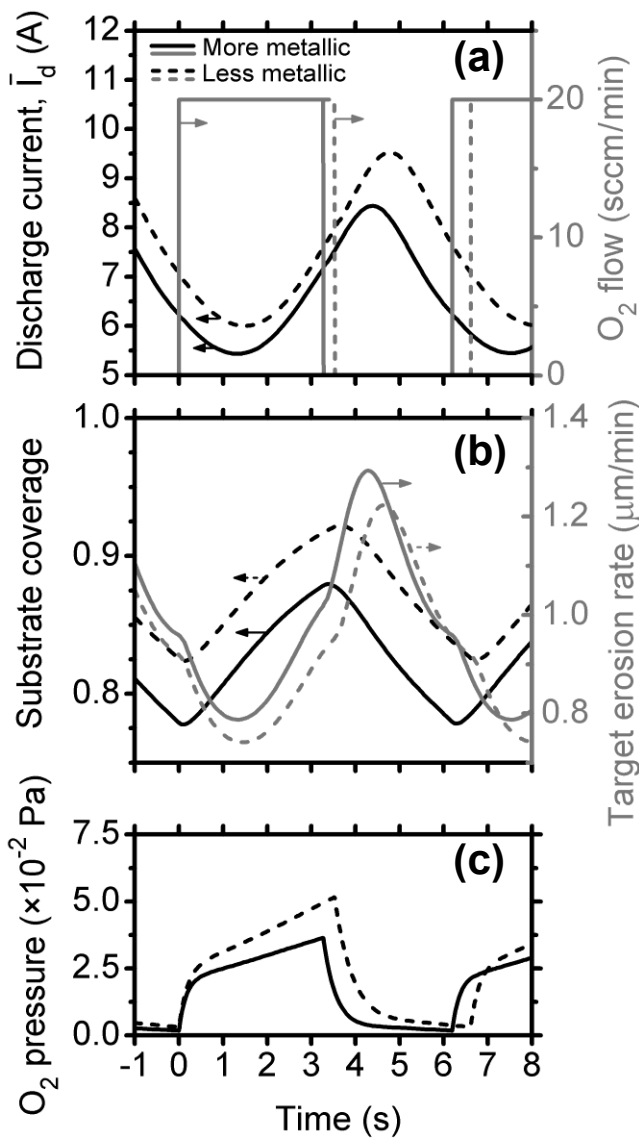 Discharge current, I̅d (A)
12
11
10
9
8
7
6
5
More metallic
Less metallic
(a)
20
10
0
O2 flow (sccm/min)
Substrate coverage
1.0
0.9
0.8
(b)
1.4
1.2
1.0
0.8
Target erosion rate (μm/min)
O2 pressure (×10-2 Pa)
7.5
5.0
2.5
0.0
(c)
-1 0 1 2 3 4 5 6 7 8
Time (s)